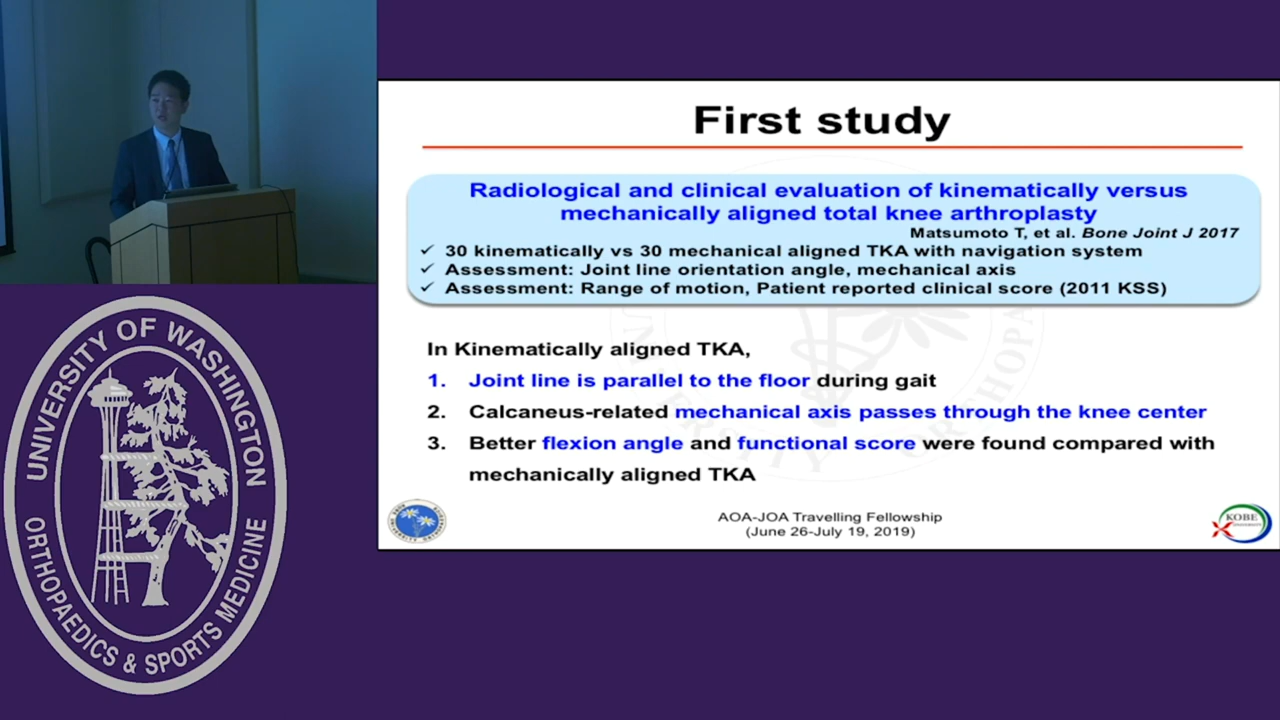 First study
Radiological and clinical evaluation of kinematically versus
mechanically aligned total knee arthroplasty
Matsumoto T, et al. Bone Joint J 2017
✓ 30 kinematically vs 30 mechanical aligned TKA with navigation system
✓ Assessment: Joint line orientation angle, mechanical axis
✓ Assessment: Range of motion, Patient reported clinical score (2011 KSS)
In Kinematically aligned TKA,
1. Joint line is parallel to the floor during gait
2. Calcaneus-related mechanical axis passes through the knee center
3. Better flexion angle and functional score were found compared with
mechanically aligned TKA
AOA-JOA Travelling Fellowship
(June 26-July 19, 2019)
KOBE
UNIVERSITY OF WASHINGTON
ORTHOPAEDICS & SPORTS MEDICINE